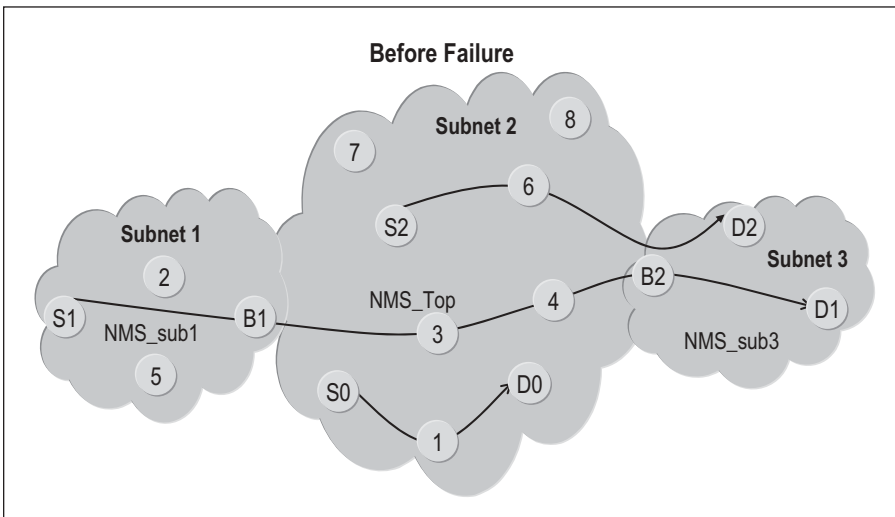 Before Failure
Subnet 2
8
7
6
S2
D2
Subnet 1
Subnet 3
2
B2
S1
B1
NMS_Top
4
D1
3
NMS_sub1
NMS_sub3
5
S0
D0
1